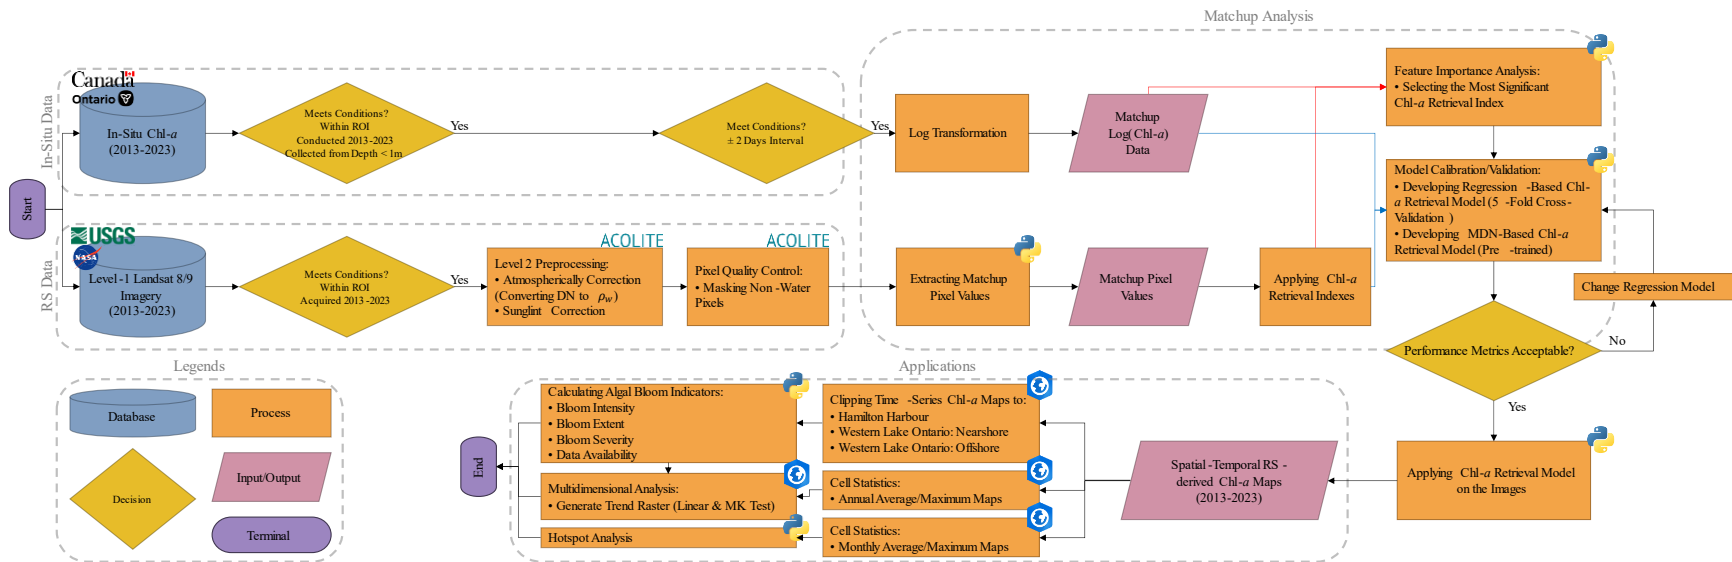 Matchup Analysis
In-Situ Data
Canada
Ontario
In-Situ Chl-a
(2013-2023)
Meets Conditions?
Within ROI
Conducted 2013-2023
Collected from Depth < 1m
Yes
Meet Conditions?
± 2 Days Interval
Yes
Log Transformation
Matchup
Log(Chl-a)
Data
Feature Importance Analysis:
• Selecting the Most Significant
Chl-a Retrieval Index
Model Calibration/Validation:
• Developing Regression -Based Chl-
a Retrieval Model (5 -Fold Cross-
Validation )
• Developing MDN-Based Chl-a
Retrieval Model (Pre -trained)
Start
RS Data
USGS
NASA
Level-1 Landsat 8/9
Imagery
(2013-2023)
Meets Conditions?
Within ROI
Acquired 2013 -2023
Yes
ACOLITE
Level 2 Preprocessing:
• Atmospherically Correction
(Converting DN to ρw)
• Sunglint Correction
ACOLITE
Pixel Quality Control:
• Masking Non -Water
Pixels
Extracting Matchup
Pixel Values
Matchup Pixel
Values
Applying Chl-a
Retrieval Indexes
Change Regression Model
Performance Metrics Acceptable?
No
Yes
Legends
Database
Process
Decision
Input/Output
Terminal
Applications
Calculating Algal Bloom Indicators:
• Bloom Intensity
• Bloom Extent
• Bloom Severity
• Data Availability
Clipping Time -Series Chl-a Maps to:
• Hamilton Harbour
• Western Lake Ontario: Nearshore
• Western Lake Ontario: Offshore
End
Multidimensional Analysis:
• Generate Trend Raster (Linear & MK Test)
Cell Statistics:
• Annual Average/Maximum Maps
Hotspot Analysis
Cell Statistics:
• Monthly Average/Maximum Maps
Spatial -Temporal RS -
derived Chl-a Maps
(2013-2023)
Applying Chl-a Retrieval Model
on the Images